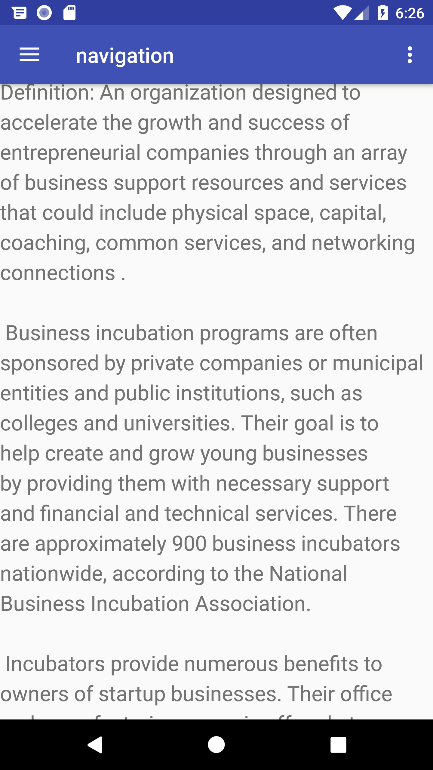 6:26
navigation
Definition: An organization designed to
accelerate the growth and success of
entrepreneurial companies through an array
of business support resources and services
that could include physical space, capital,
coaching, common services, and networking
connections .
Business incubation programs are often
sponsored by private companies or municipal
entities and public institutions, such as
colleges and universities. Their goal is to
help create and grow young businesses
by providing them with necessary support
and financial and technical services. There
are approximately 900 business incubators
nationwide, according to the National
Business Incubation Association.
Incubators provide numerous benefits to
owners of startup businesses. Their office